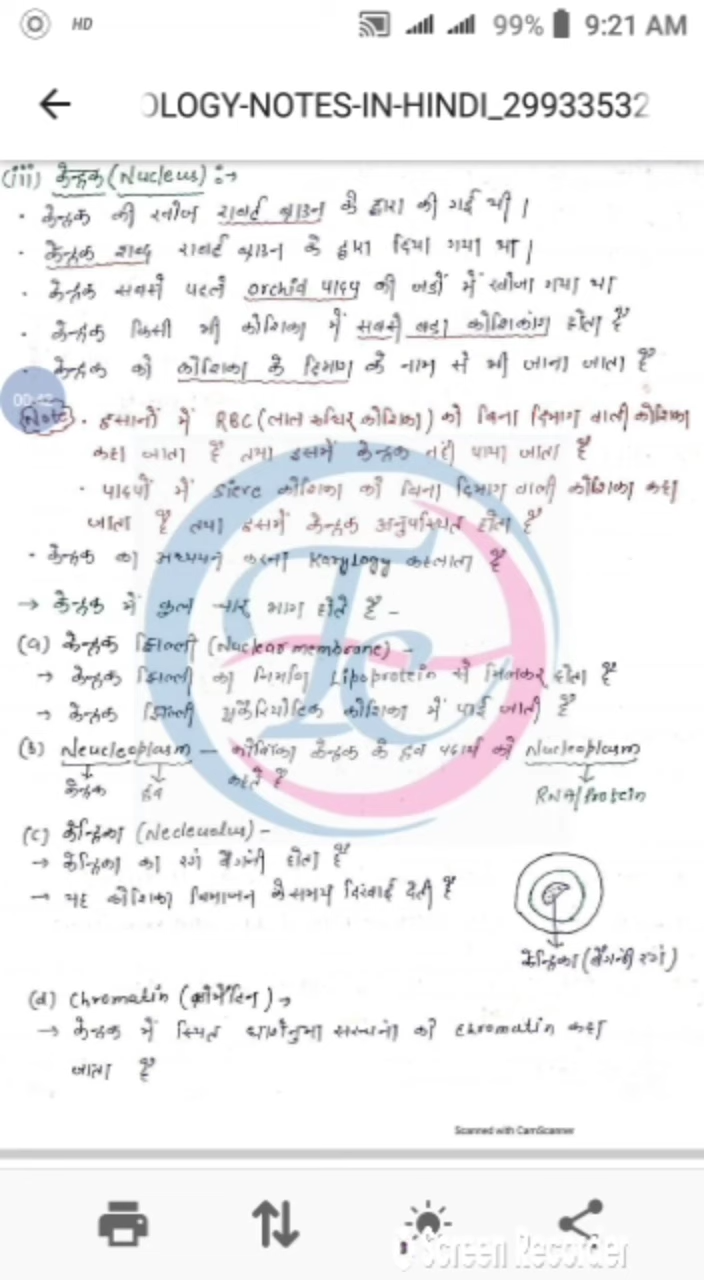 HD 99% 9:21 AM
OLOGY-NOTES-IN-HINDI_29933532
(iii) केन्द्रक (Nucleus) :→
· केन्द्रक की खोज राबर्ट ब्राउन के द्वारा की गई थी।
· केन्द्रक शब्द राबर्ट ब्राउन के द्वारा दिया गया था।
· केन्द्रक सबसे पहले orchid पादप की जड़ों में खोजा गया था
· केन्द्रक किसी भी कोशिका में सबसे बड़ा कोशिकांग होता है
· केन्द्रक को कोशिका के दिमाग के नाम से भी जाना जाता है
00:42
Note · इंसानों में RBC (लाल रुधिर कोशिका) को बिना दिमाग वाली कोशिका
कहा जाता है तथा इसमें केन्द्रक नहीं पाया जाता है
· पादपों में Sieve कोशिका को बिना दिमाग वाली कोशिका कहा
जाता है तथा इसमें केन्द्रक अनुपस्थित होता है
· केन्द्रक का अध्ययन करना Karylogy कहलाता है
→ केन्द्रक में कुल चार भाग होते है -
(a) केन्द्रक झिल्ली (Nuclear membrane) -
→ केन्द्रक झिल्ली का निर्माण Lipoprotein से मिलकर होता है
→ केन्द्रक झिल्ली यूकैरियोटिक कोशिका में पाई जाती है
(b) Neucleoplasm - कोशिका केन्द्रक के द्रव पदार्थ को Nucleoplasm
केन्द्रक द्रव कहते है RNA/Protein
(c) केन्द्रिका (Necleuolus) -
→ केन्द्रिका का रंग बैंगनी होता है
→ यह कोशिका विभाजन के समय दिखाई देती है
केन्द्रिका (बैंगनी रंग)
(d) Chromatin (क्रोमेटिन) →
→ केन्द्रक में स्थित धागेनुमा संरचना को chromatin कहा
जाता है
Scanned with CamScanner
Screen Recorder